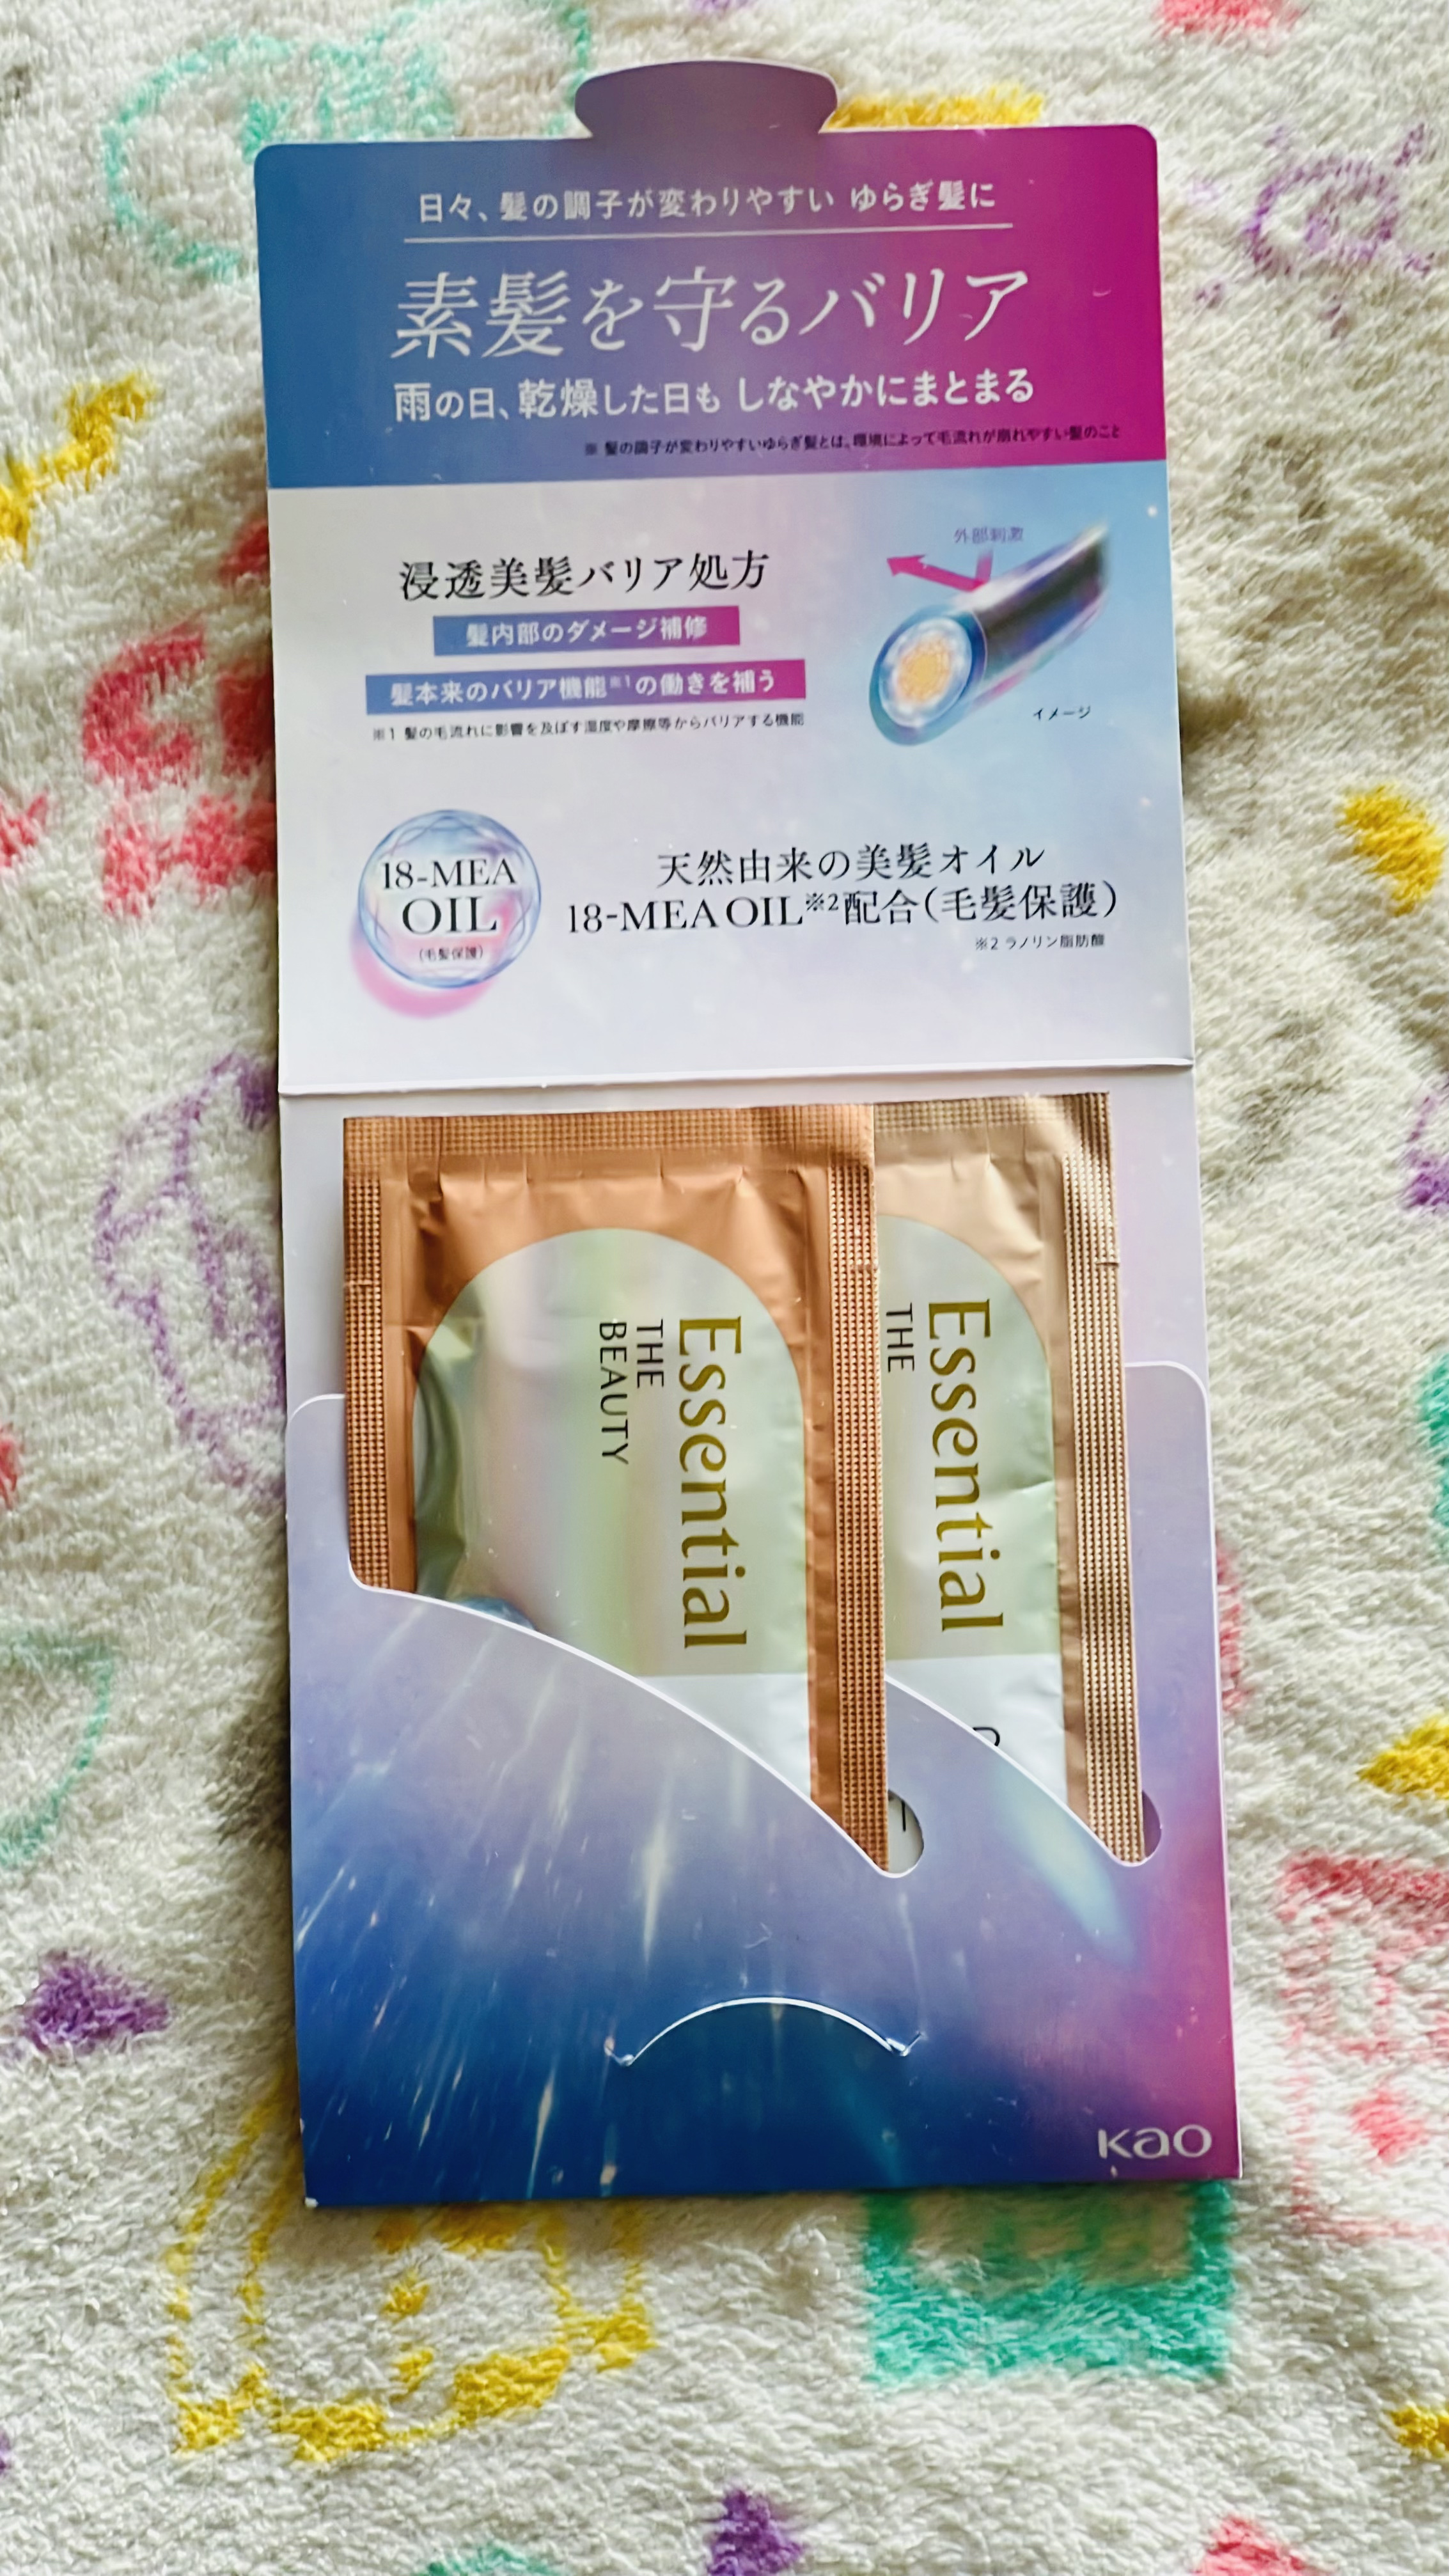 日々、髪の調子が変わりやすい ゆらぎ髪に
素髪を守るバリア
雨の日、乾燥した日も しなやかにまとまる
※ 髪の調子が変わりやすいゆらぎ髪とは、環境によって毛流れが崩れやすい髪のこと
浸透美髪バリア処方
髪内部のダメージ補修
髪本来のバリア機能※1の働きを補う
※1 髪の毛流れに影響を及ぼす湿度や摩擦等からバリアする機能
外部刺激
イメージ
18-MEA
OIL
(毛髪保護)
天然由来の美髪オイル
18-MEA OIL※2配合(毛髪保護)
※2 ラノリン脂肪酸
Essential
THE
BEAUTY
Essential
THE
Kao